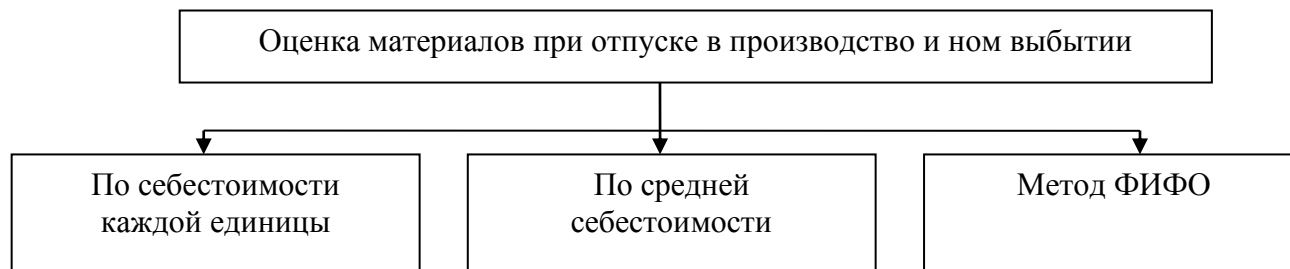 Оценка материалов при отпуске в производство и ном выбытии
По себестоимости
каждой единицы
По средней
себестоимости
Метод ФИФО